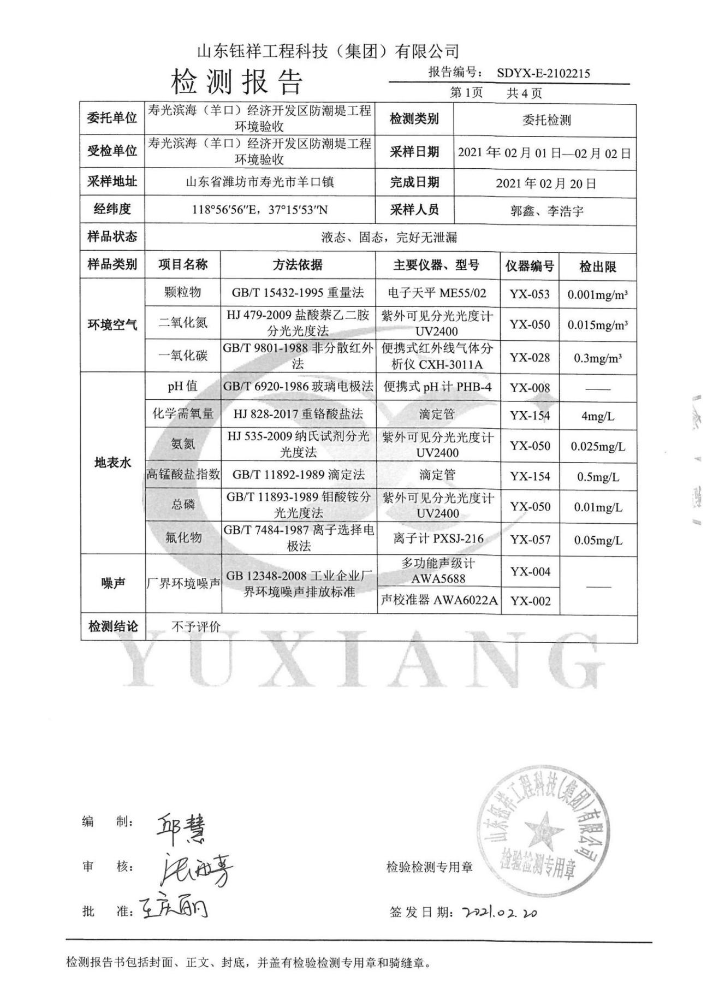 山东钰祥工程科技（集团）有限公司
检测报告
报告编号： SDYX-E-2102215
第1页 共4页
委托单位 寿光滨海（羊口）经济开发区防潮堤工程 检测类别 委托检测
环境验收
受检单位 寿光滨海（羊口）经济开发区防潮堤工程 采样日期 2021年02月01日—02月02日
环境验收
采样地址 山东省潍坊市寿光市羊口镇 完成日期 2021年02月20日
经纬度 118°56′56″E，37°15′53″N 采样人员 郭鑫、李浩宇
样品状态 液态、固态，完好无泄漏
样品类别 项目名称 方法依据 主要仪器、型号 仪器编号 检出限
环境空气
颗粒物 GB/T 15432-1995 重量法 电子天平 ME55/02 YX-053 0.001mg/m³
二氧化氮 HJ 479-2009 盐酸萘乙二胺 紫外可见分光光度计 YX-050 0.015mg/m³
分光光度法 UV2400
一氧化碳 GB/T 9801-1988 非分散红外 便携式红外线气体分 YX-028 0.3mg/m³
法 析仪 CXH-3011A
地表水
pH值 GB/T 6920-1986 玻璃电极法 便携式 pH 计 PHB-4 YX-008 ——
化学需氧量 HJ 828-2017 重铬酸盐法 滴定管 YX-154 4mg/L
氨氮 HJ 535-2009 纳氏试剂分光 紫外可见分光光度计 YX-050 0.025mg/L
光度法 UV2400
高锰酸盐指数 GB/T 11892-1989 滴定法 滴定管 YX-154 0.5mg/L
总磷 GB/T 11893-1989 钼酸铵分 紫外可见分光光度计 YX-050 0.01mg/L
光光度法 UV2400
氟化物 GB/T 7484-1987 离子选择电 离子计 PXSJ-216 YX-057 0.05mg/L
极法
噪声 厂界环境噪声 GB 12348-2008 工业企业厂 多功能声级计 YX-004 ——
界环境噪声排放标准 AWA5688
声校准器 AWA6022A YX-002
检测结论 不予评价
YUXIANG
山东钰祥工程科技(集团)有限公司
检验检测专用章
编 制： 邱慧
审 核：
检验检测专用章
批 准： 王庆丽
签发日期： 2021.02.20
检测报告书包括封面、正文、封底，并盖有检验检测专用章和骑缝章。